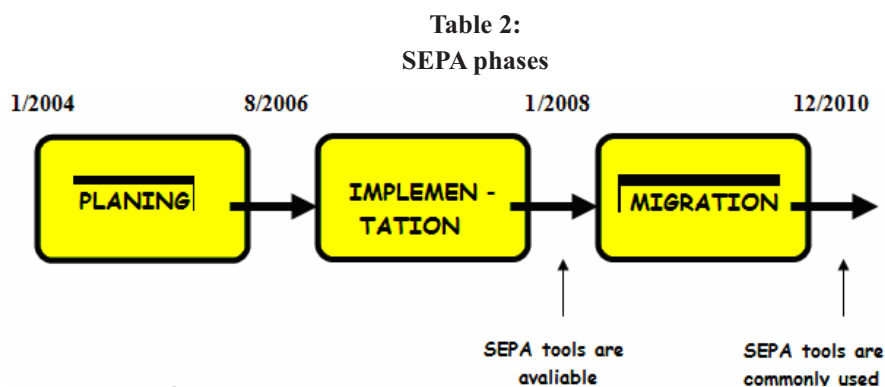 Table 2:
SEPA phases
1/2004 8/2006 1/2008 12/2010
PLANING
IMPLEMEN -
TATION
MIGRATION
SEPA tools are
avaliable
SEPA tools are
commonly used